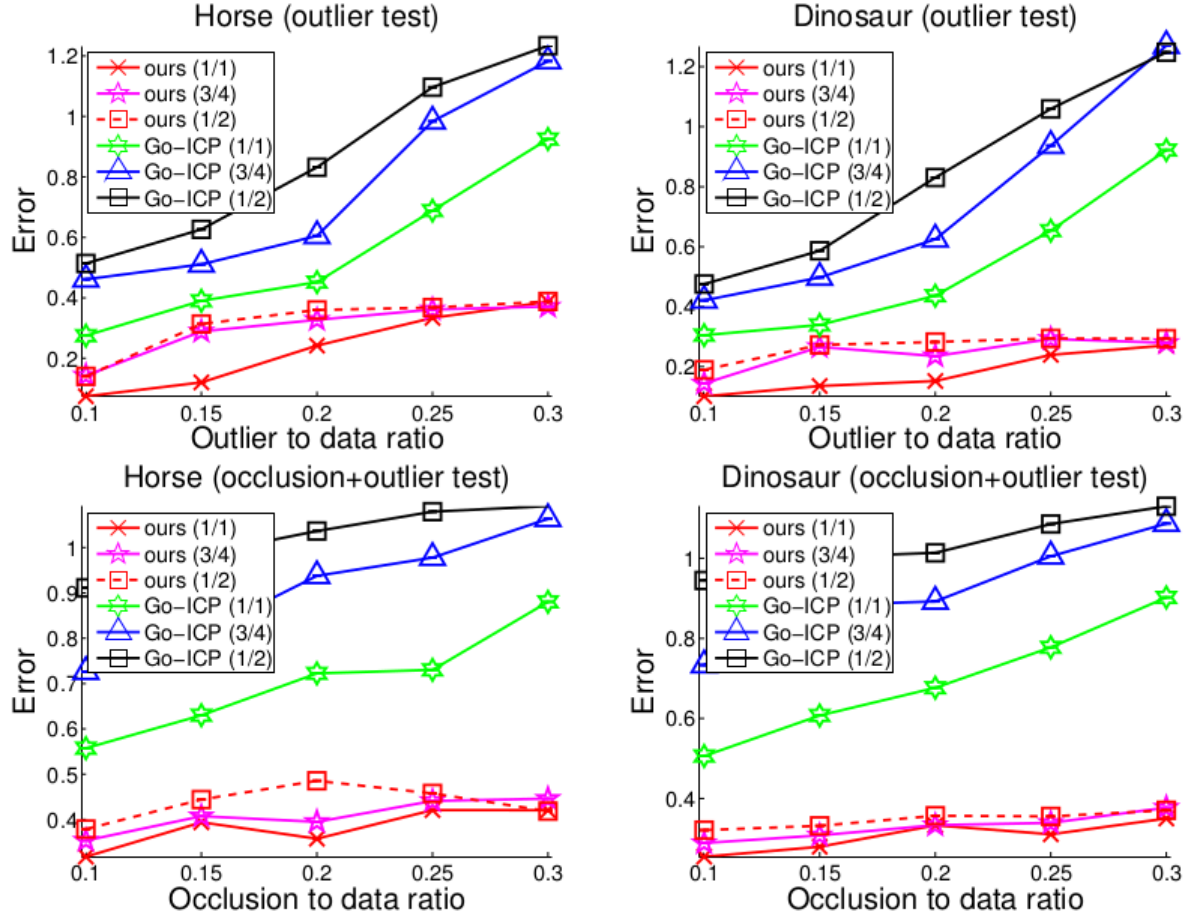 Horse (outlier test)
1.2
1
0.8
0.6
0.4
0.2
Error
ours (1/1)
ours (3/4)
ours (1/2)
Go-ICP (1/1)
Go-ICP (3/4)
Go-ICP (1/2)
0.1 0.15 0.2 0.25 0.3
Outlier to data ratio
Dinosaur (outlier test)
1.2
1
0.8
0.6
0.4
0.2
Error
ours (1/1)
ours (3/4)
ours (1/2)
Go-ICP (1/1)
Go-ICP (3/4)
Go-ICP (1/2)
0.1 0.15 0.2 0.25 0.3
Outlier to data ratio
Horse (occlusion+outlier test)
1
0.9
0.8
0.7
0.6
0.5
0.4
Error
ours (1/1)
ours (3/4)
ours (1/2)
Go-ICP (1/1)
Go-ICP (3/4)
Go-ICP (1/2)
0.1 0.15 0.2 0.25 0.3
Occlusion to data ratio
Dinosaur (occlusion+outlier test)
1
0.8
0.6
0.4
Error
ours (1/1)
ours (3/4)
ours (1/2)
Go-ICP (1/1)
Go-ICP (3/4)
Go-ICP (1/2)
0.1 0.15 0.2 0.25 0.3
Occlusion to data ratio